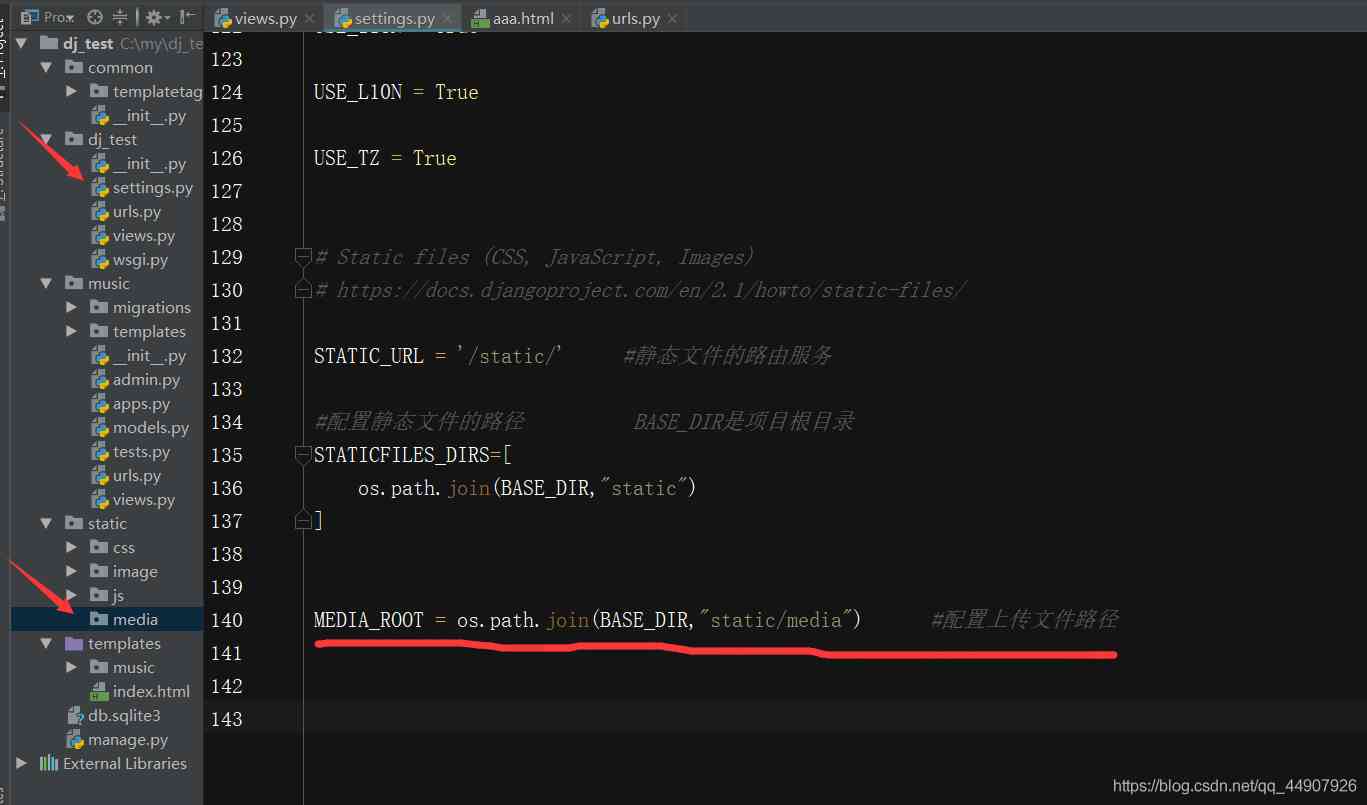 Pro
views.py
settings.py
aaa.html
urls.py
dj_test C:\my\dj_te
common
templatetag
__init__.py
dj_test
__init__.py
settings.py
urls.py
views.py
wsgi.py
music
migrations
templates
__init__.py
admin.py
apps.py
models.py
tests.py
urls.py
views.py
static
css
image
js
media
templates
music
index.html
db.sqlite3
manage.py
External Libraries
123
124 USE_L10N = True
125
126 USE_TZ = True
127
128
129 # Static files (CSS, JavaScript, Images)
130 # https://docs.djangoproject.com/en/2.1/howto/static-files/
131
132 STATIC_URL = '/static/' #静态文件的路由服务
133
134 #配置静态文件的路径 BASE_DIR是项目根目录
135 STATICFILES_DIRS=[
136 os.path.join(BASE_DIR,"static")
137 ]
138
139
140 MEDIA_ROOT = os.path.join(BASE_DIR,"static/media") #配置上传文件路径
141
142
143
https://blog.csdn.net/qq_44907926